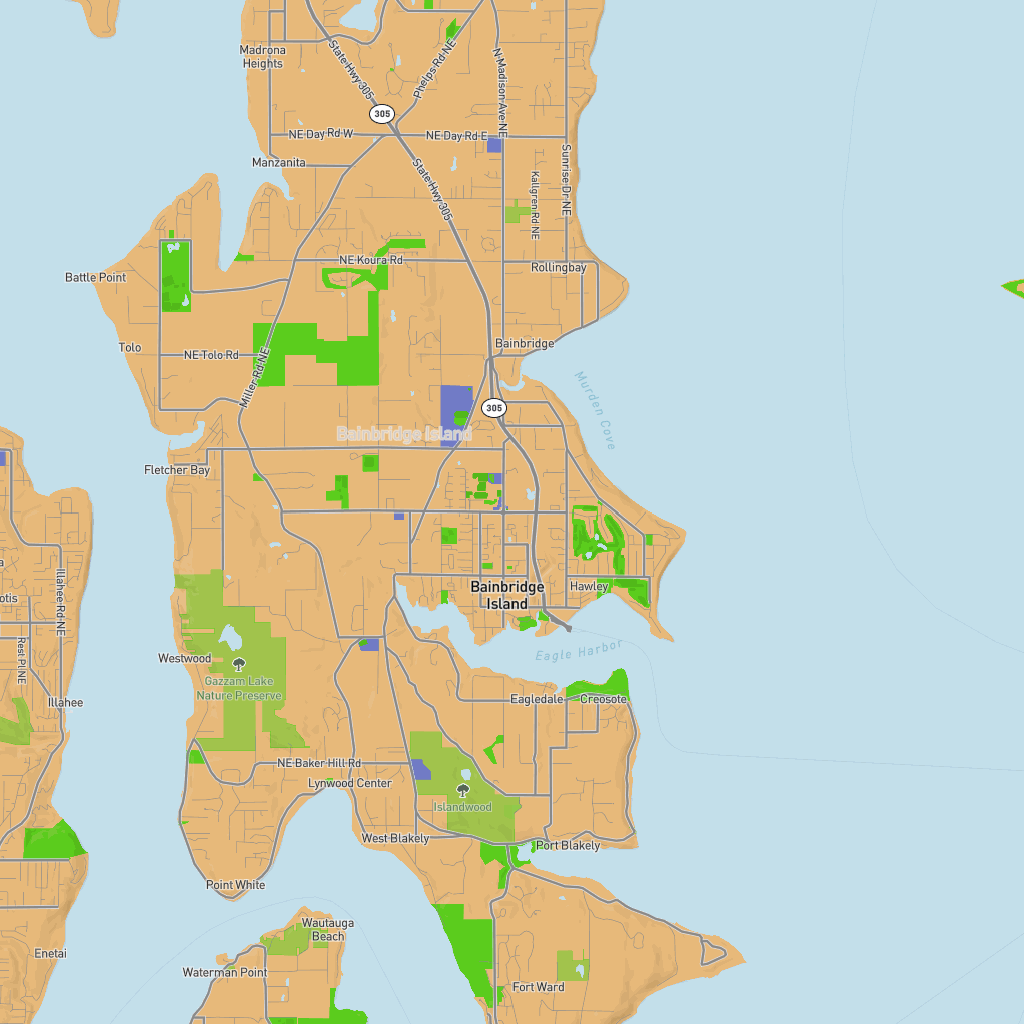 Madrona
Heights
State Hwy 305
Phelps Rd NE
N Madison Ave NE
305
NE Day Rd W
NE Day Rd E
Manzanita
State Hwy 305
Kallgren Rd NE
Sunrise Dr NE
NE Koura Rd
Rollingbay
Battle Point
Tolo
NE Tolo Rd
Miller Rd NE
Bainbridge
Murden Cove
305
Bainbridge Island
Fletcher Bay
Illahee Rd NE
Rest Pl NE
otis
a
Bainbridge
Island
Hawley
Eagle Harbor
Westwood
Gazzam Lake
Nature Preserve
Illahee
Eagledale
Creosote
NE Baker Hill Rd
Lynwood Center
Islandwood
West Blakely
Port Blakely
Point White
Wautauga
Beach
Enetai
Waterman Point
Fort Ward